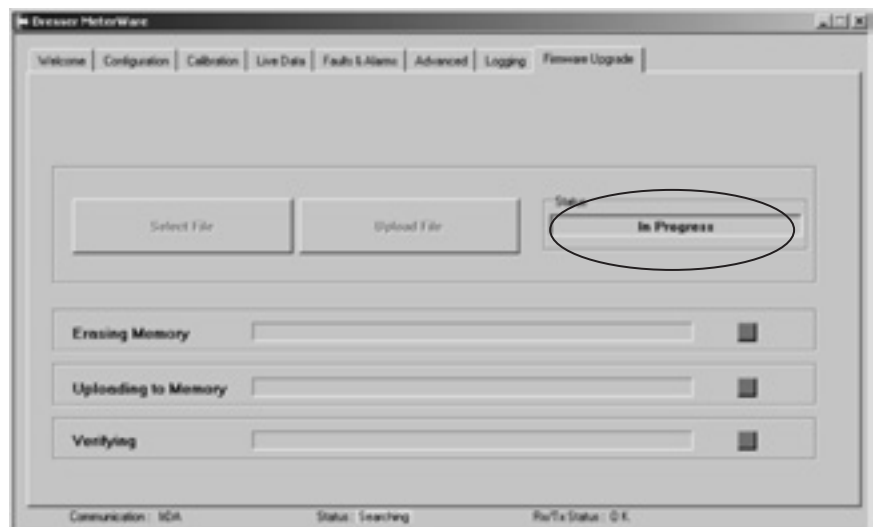 Dresser MeterWare
Welcome Configuration Calibration Live Data Faults & Alarms Advanced Logging Firmware Upgrade
Select File Upload File Status
In Progress
Erasing Memory
Uploading to Memory
Verifying
Communication : Status : Searching Rx/Tx Status : O.K.